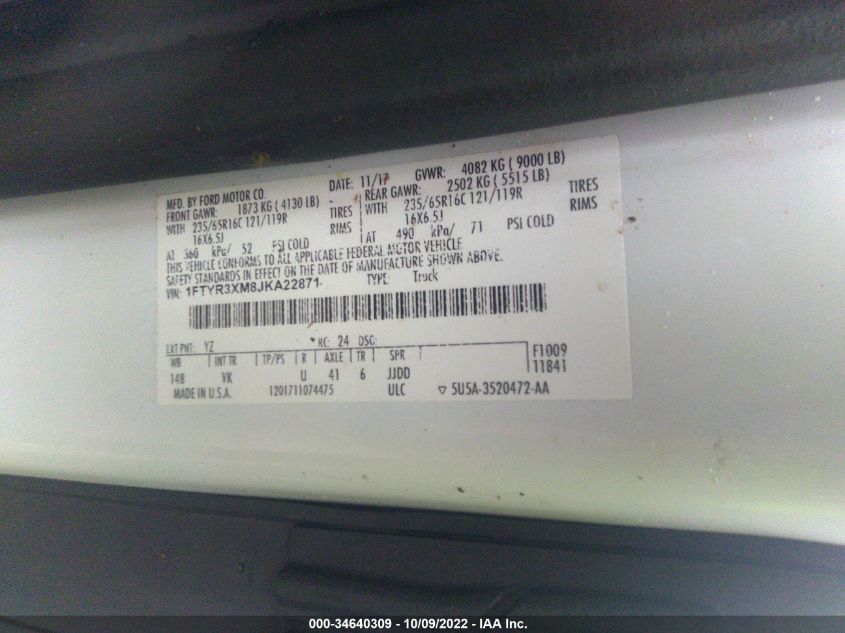 MFD. BY FORD MOTOR CO. DATE: 11/17 GVWR: 4082 KG ( 9000 LB)
FRONT GAWR: 1873 KG ( 4130 LB) REAR GAWR: 2502 KG ( 5515 LB)
WITH 235/65R16C 121/119R TIRES WITH 235/65R16C 121/119R TIRES
16X6.5J RIMS 16X6.5J RIMS
AT 360 kPa/ 52 PSI COLD AT 490 kPa/ 71 PSI COLD
THIS VEHICLE CONFORMS TO ALL APPLICABLE FEDERAL MOTOR VEHICLE
SAFETY STANDARDS IN EFFECT ON THE DATE OF MANUFACTURE SHOWN ABOVE.
VIN: 1FTYR3XM8JKA22871 TYPE: Truck
EXT PNT: YZ RC: 24 DSO:
WB INT TR TP/PS R AXLE TR SPR F1009
148 VK U 41 6 JJDD 11841
MADE IN U.S.A. 1201711074475 ULC ▽ 5U5A-3520472-AA
000-34640309 - 10/09/2022 - IAA Inc.